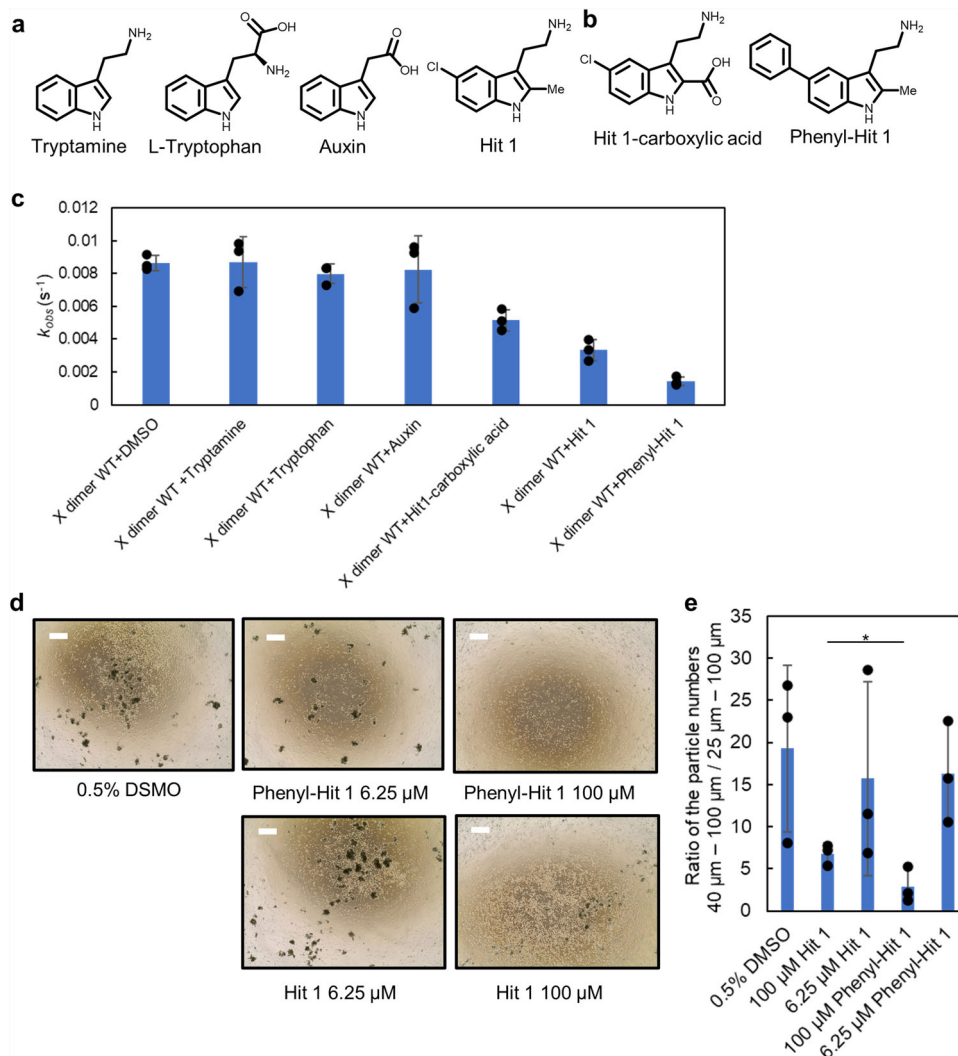 a
NH2
N
H
Tryptamine
O
OH
NH2
N
H
L-Tryptophan
O
OH
N
H
Auxin
NH2
Cl
Me
N
H
Hit 1
b
NH2
Cl
OH
O
N
H
Hit 1-carboxylic acid
NH2
Me
N
H
Phenyl-Hit 1
c
kobs (s-1)
0.012
0.01
0.008
0.006
0.004
0.002
0
X dimer WT+DMSO
X dimer WT +Tryptamine
X dimer WT+Tryptophan
X dimer WT+Auxin
X dimer WT+Hit1-carboxylic acid
X dimer WT+Hit 1
X dimer WT+Phenyl-Hit 1
d
0.5% DSMO
Phenyl-Hit 1 6.25 μM
Phenyl-Hit 1 100 μM
Hit 1 6.25 μM
Hit 1 100 μM
e
Ratio of the particle numbers
40 μm – 100 μm / 25 μm – 100 μm
35
30
25
20
15
10
5
0
*
0.5% DMSO
100 μM Hit 1
6.25 μM Hit 1
100 μM Phenyl-Hit 1
6.25 μM Phenyl-Hit 1